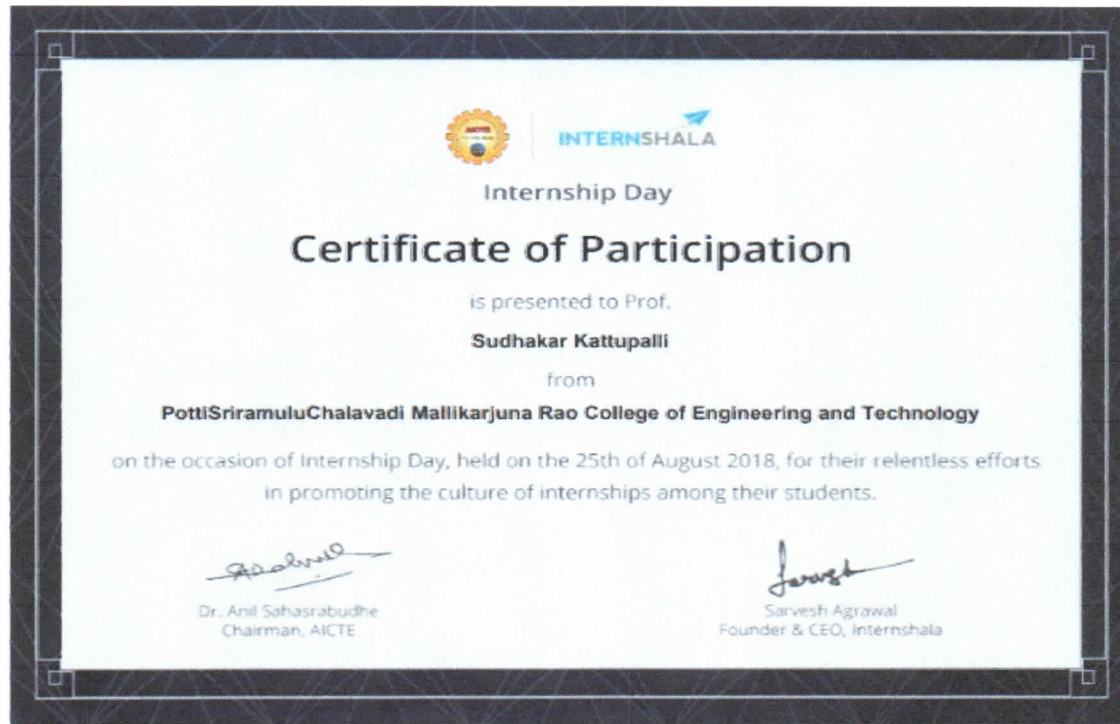 INTERNSHALA
Internship Day
Certificate of Participation
is presented to Prof.
Sudhakar Kattupalli
from
PottiSriramuluChalavadi Mallikarjuna Rao College of Engineering and Technology
on the occasion of Internship Day, held on the 25th of August 2018, for their relentless efforts
in promoting the culture of internships among their students.
Dr. Anil Sahasrabudhe
Chairman, AICTE
Sarvesh Agrawal
Founder & CEO, Internshala